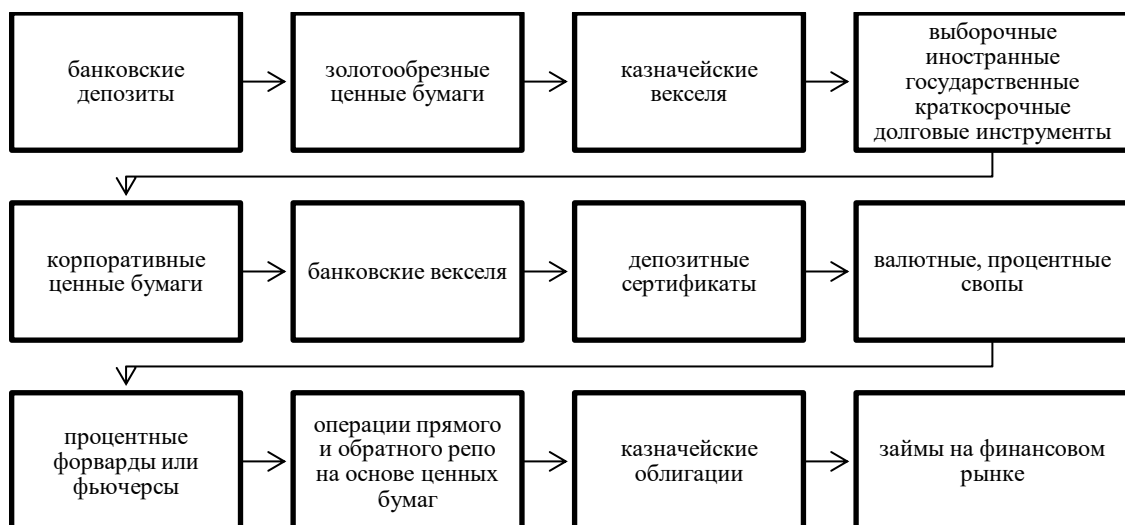 банковские
депозиты
золотообрезные
ценные бумаги
казначейские
векселя
выборочные
иностранные
государственные
краткосрочные
долговые инструменты
корпоративные
ценные бумаги
банковские векселя
депозитные
сертификаты
валютные, процентные
свопы
процентные
форварды или
фьючерсы
операции прямого
и обратного репо
на основе ценных
бумаг
казначейские
облигации
займы на финансовом
рынке